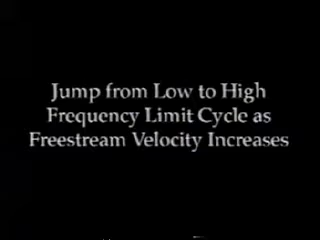 Jump from Low to High
Frequency Limit Cycle as
Freestream Velocity Increases